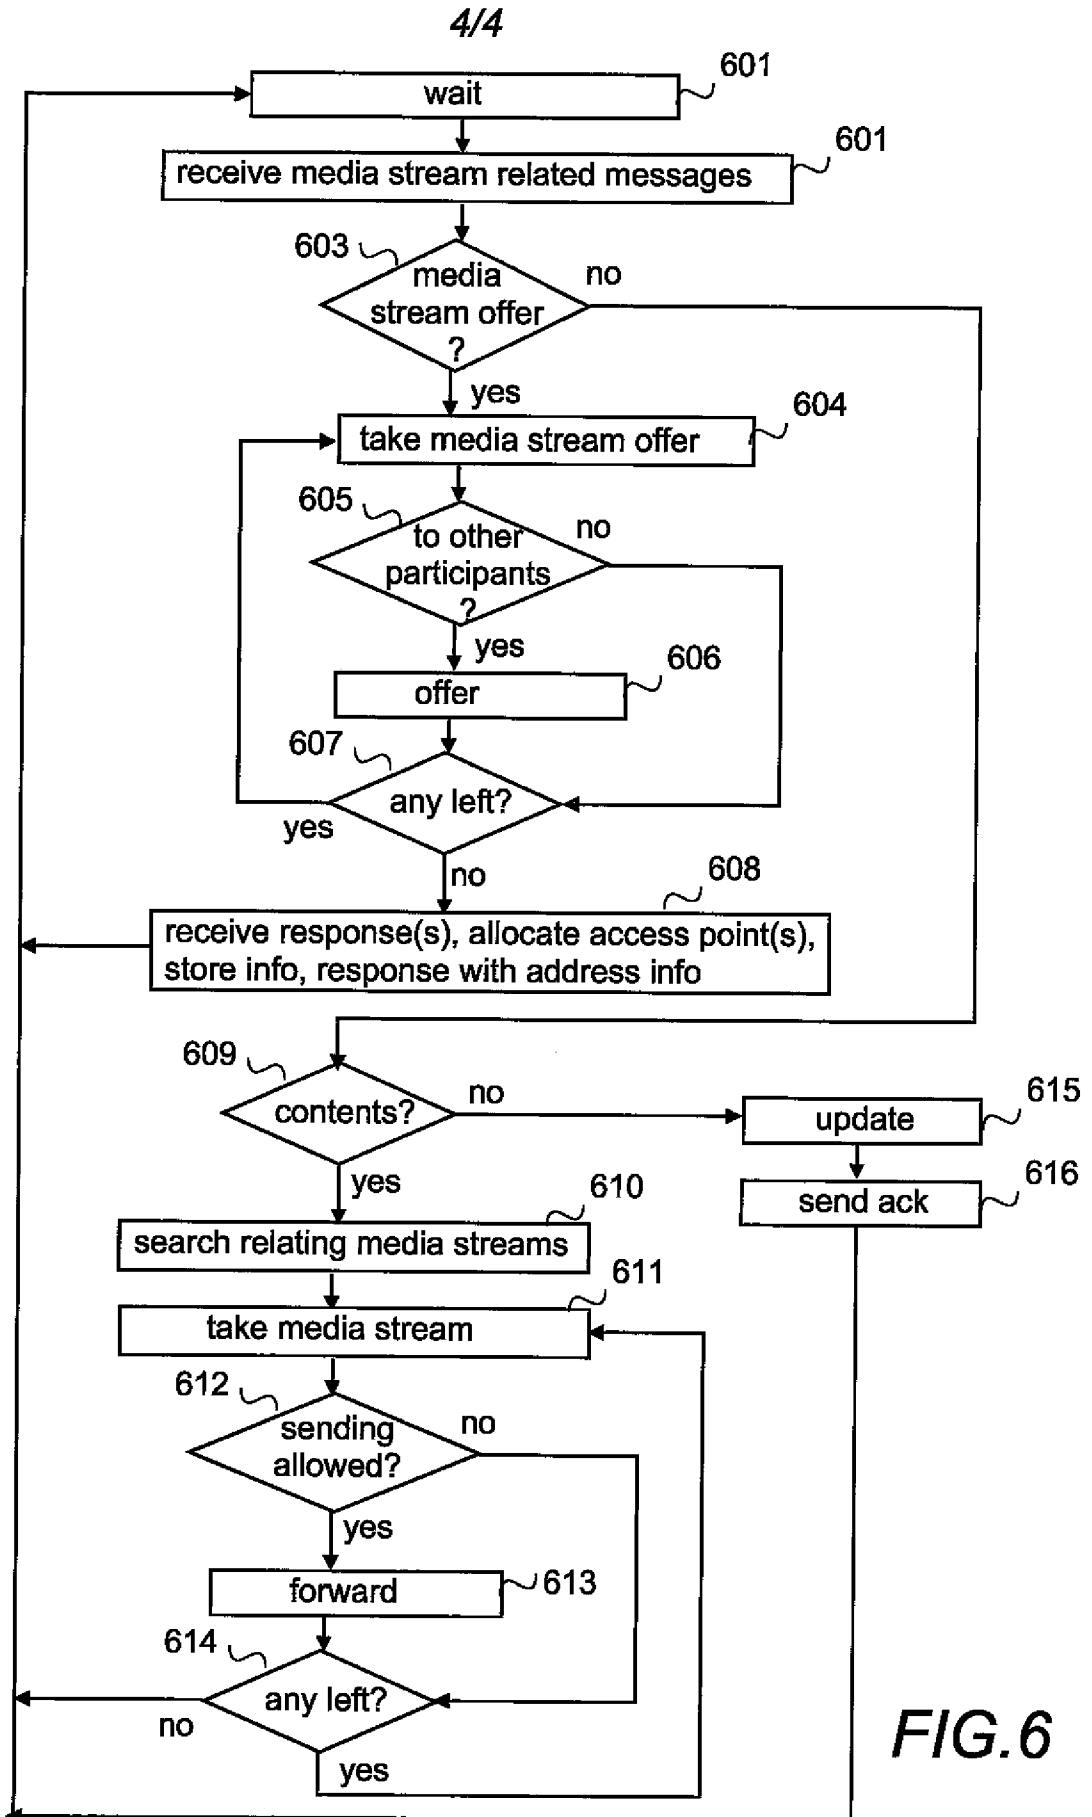 4/4
wait
601
receive media stream related messages
601
603
media
stream offer
?
no
yes
take media stream offer
604
605
to other
participants
?
no
yes
offer
606
607
any left?
yes
no
608
receive response(s), allocate access point(s),
store info, response with address info
609
contents?
no
update
615
yes
send ack
616
610
search relating media streams
611
take media stream
612
sending
allowed?
no
yes
forward
613
614
any left?
no
yes
FIG.6